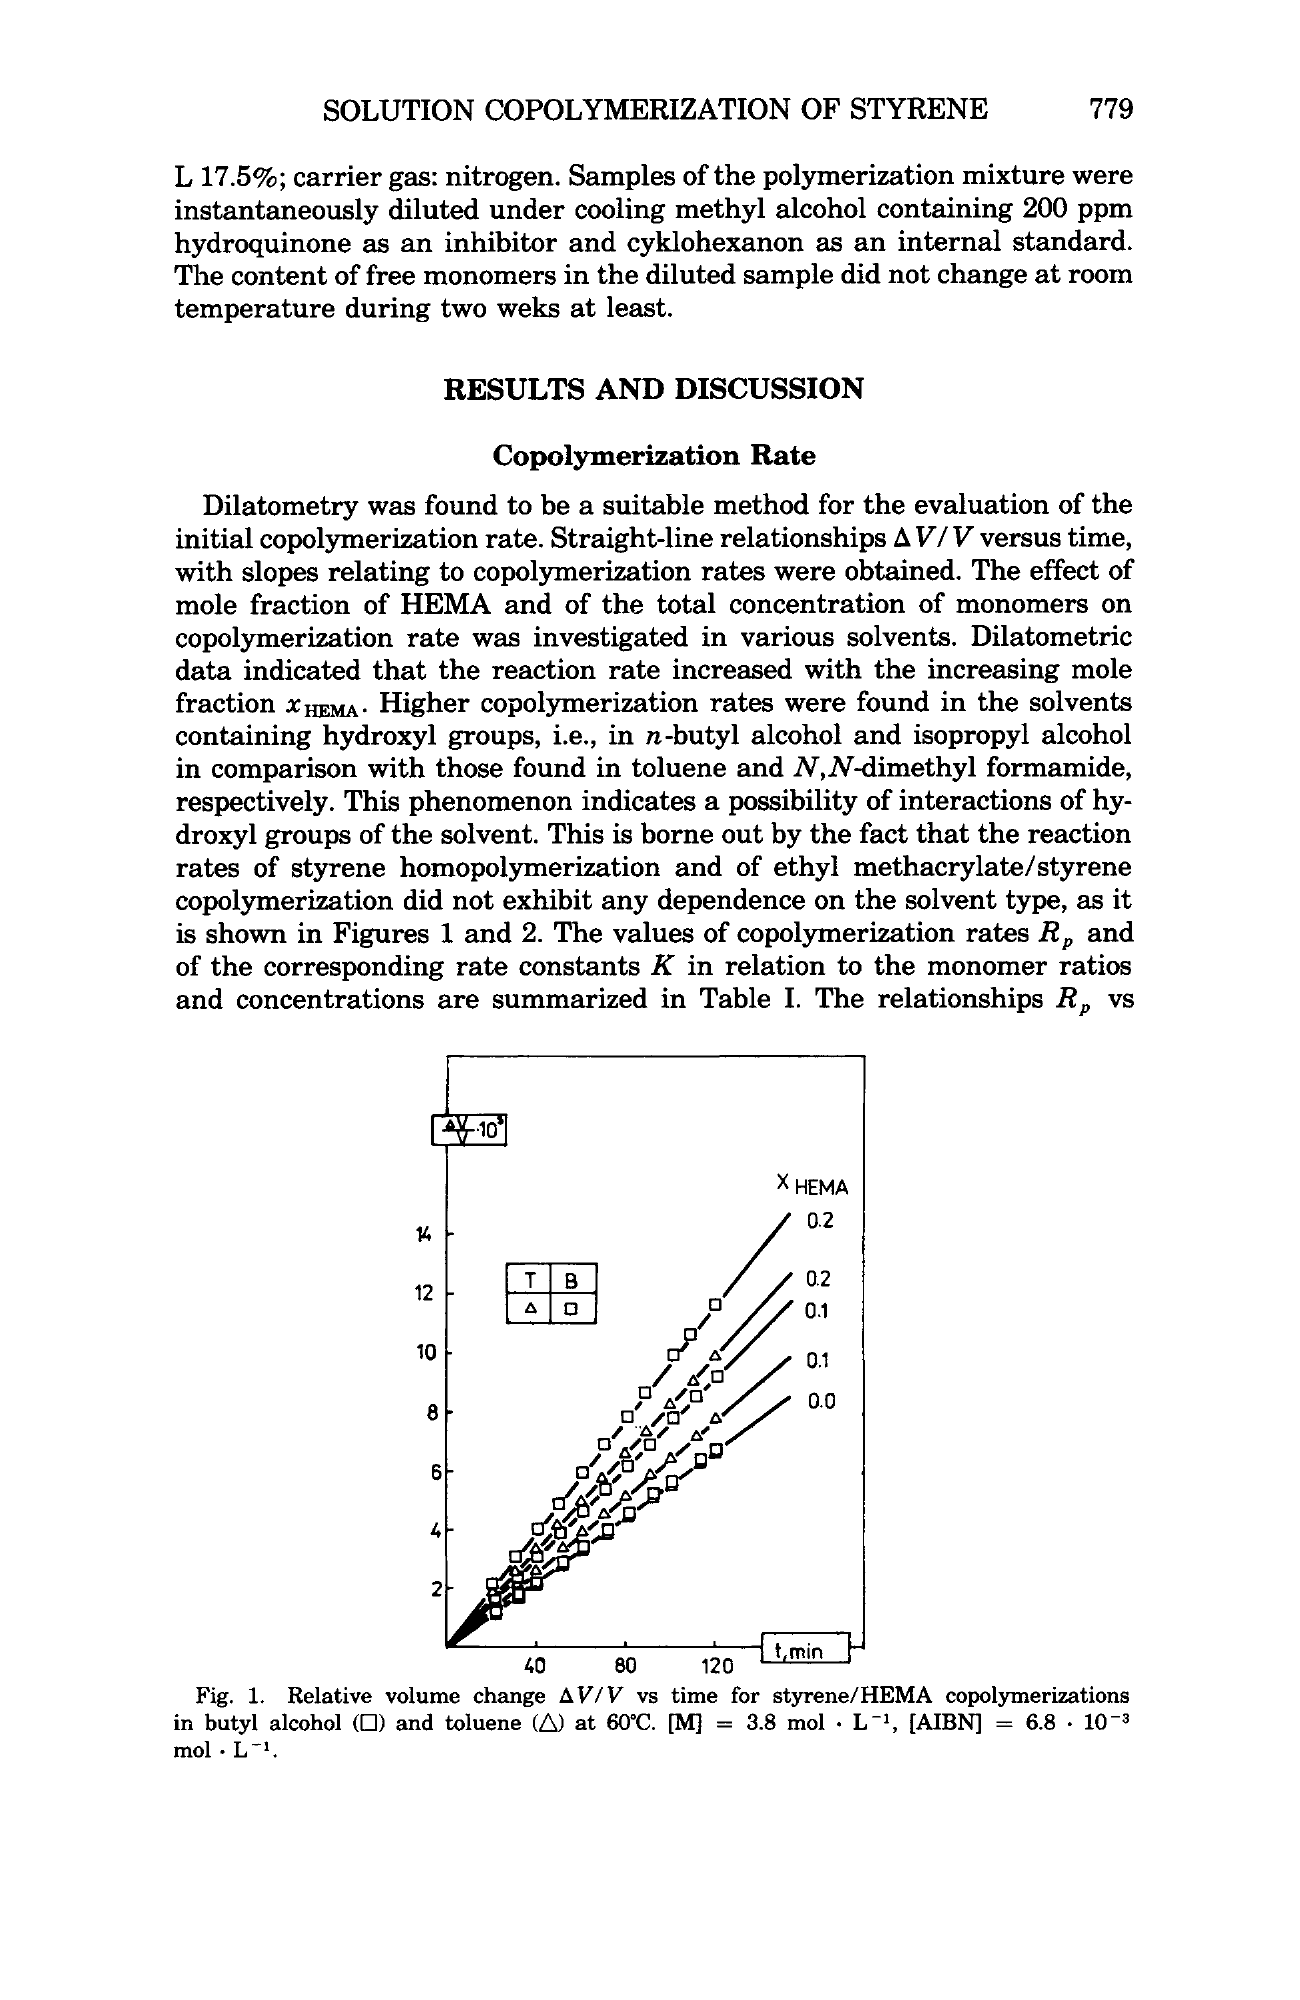 SOLUTION COPOLYMERIZATION OF STYRENE 779
L 17.5%; carrier gas: nitrogen. Samples of the polymerization mixture were
instantaneously diluted under cooling methyl alcohol containing 200 ppm
hydroquinone as an inhibitor and cyklohexanon as an internal standard.
The content of free monomers in the diluted sample did not change at room
temperature during two weks at least.
RESULTS AND DISCUSSION
Copolymerization Rate
Dilatometry was found to be a suitable method for the evaluation of the
initial copolymerization rate. Straight-line relationships ΔV/V versus time,
with slopes relating to copolymerization rates were obtained. The effect of
mole fraction of HEMA and of the total concentration of monomers on
copolymerization rate was investigated in various solvents. Dilatometric
data indicated that the reaction rate increased with the increasing mole
fraction x_HEMA. Higher copolymerization rates were found in the solvents
containing hydroxyl groups, i.e., in n-butyl alcohol and isopropyl alcohol
in comparison with those found in toluene and N,N-dimethyl formamide,
respectively. This phenomenon indicates a possibility of interactions of hy-
droxyl groups of the solvent. This is borne out by the fact that the reaction
rates of styrene homopolymerization and of ethyl methacrylate/styrene
copolymerization did not exhibit any dependence on the solvent type, as it
is shown in Figures 1 and 2. The values of copolymerization rates R_p and
of the corresponding rate constants K in relation to the monomer ratios
and concentrations are summarized in Table I. The relationships R_p vs
ΔV/V·10³
X HEMA
0.2
14
T B
0.2
12
Δ □
0.1
10
0.1
0.0
8
6
4
2
t,min
40 80 120
Fig. 1. Relative volume change ΔV/V vs time for styrene/HEMA copolymerizations
in butyl alcohol (□) and toluene (△) at 60°C. [M] = 3.8 mol · L⁻¹, [AIBN] = 6.8 · 10⁻³
mol · L⁻¹.